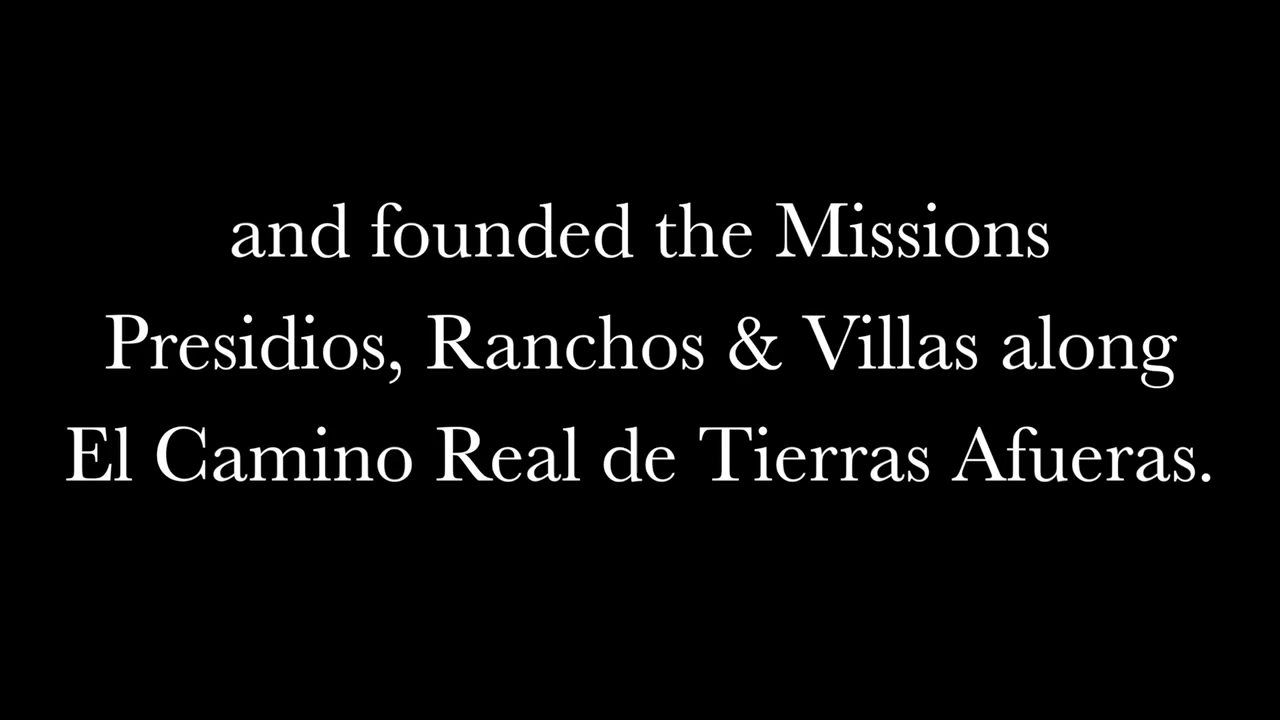 and founded the Missions
Presidios, Ranchos & Villas along
El Camino Real de Tierras Afueras.